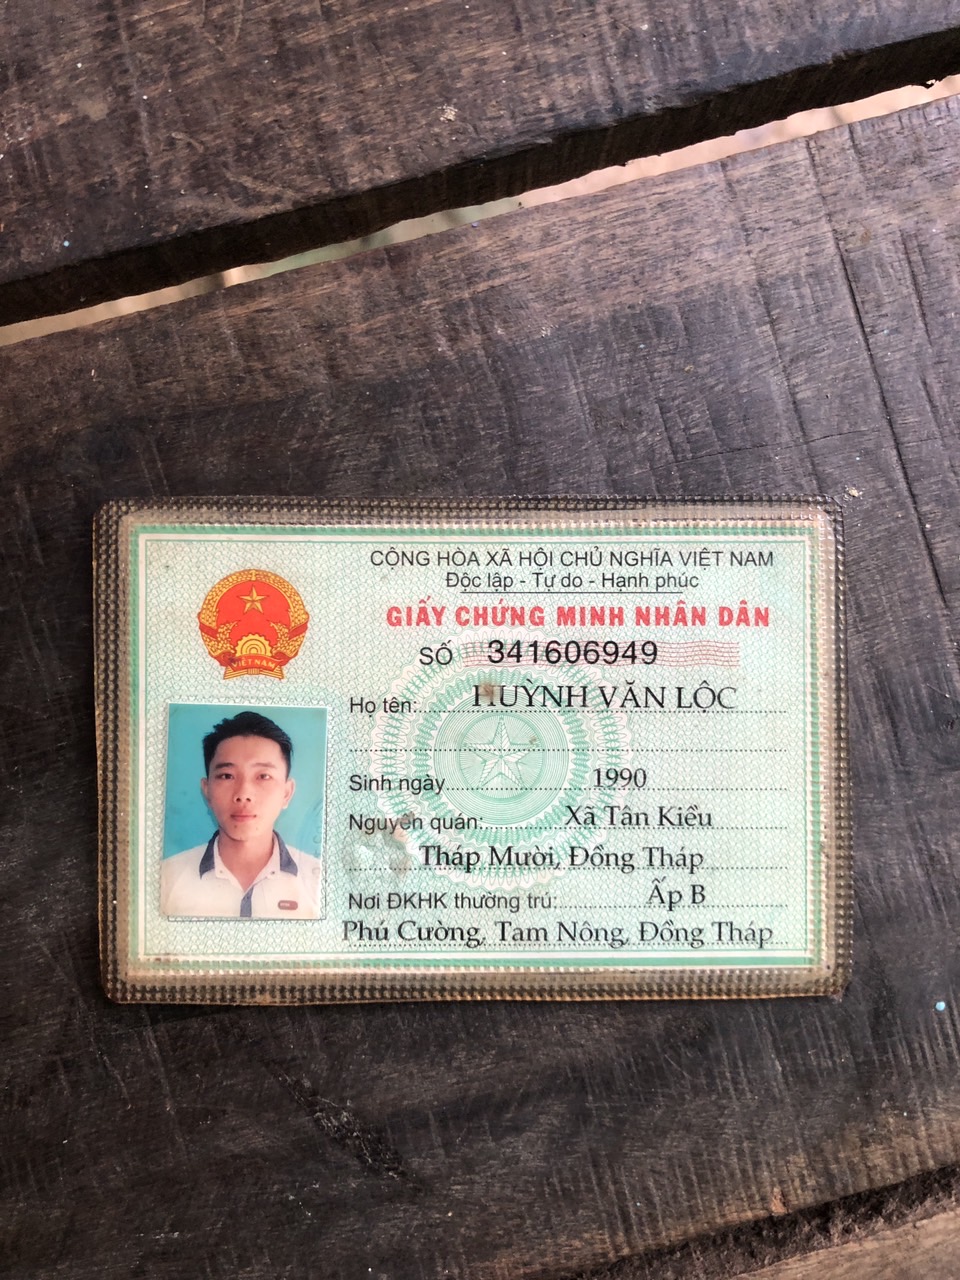 CỘNG HÒA XÃ HỘI CHỦ NGHĨA VIỆT NAM
Độc lập - Tự do - Hạnh phúc
GIẤY CHỨNG MINH NHÂN DÂN
SỐ 341606949
Họ tên: HUỲNH VĂN LỘC
Sinh ngày 1990
Nguyên quán: Xã Tân Kiều
Tháp Mười, Đồng Tháp
Nơi ĐKHK thường trú: Ấp B
Phú Cường, Tam Nông, Đồng Tháp
VIỆT NAM